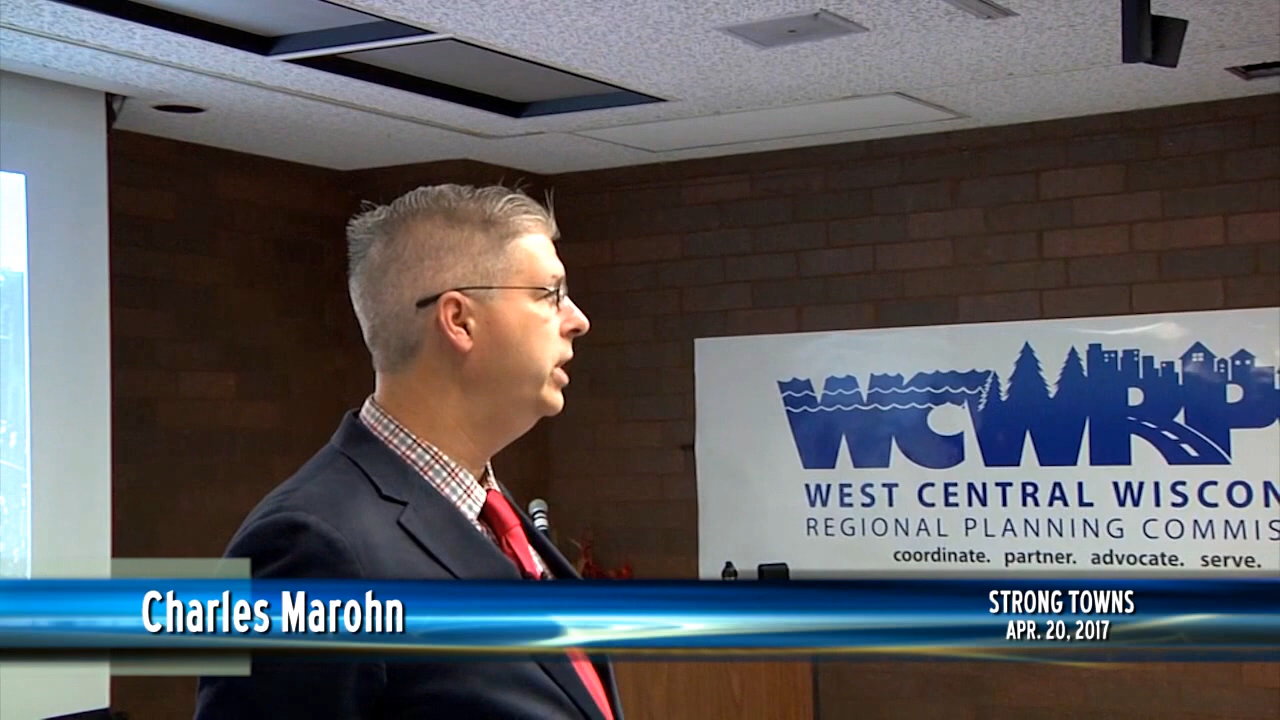 WCWRP
WEST CENTRAL WISCON
REGIONAL PLANNING COMMIS
coordinate. partner. advocate. serve.
Charles Marohn
STRONG TOWNS
APR. 20, 2017